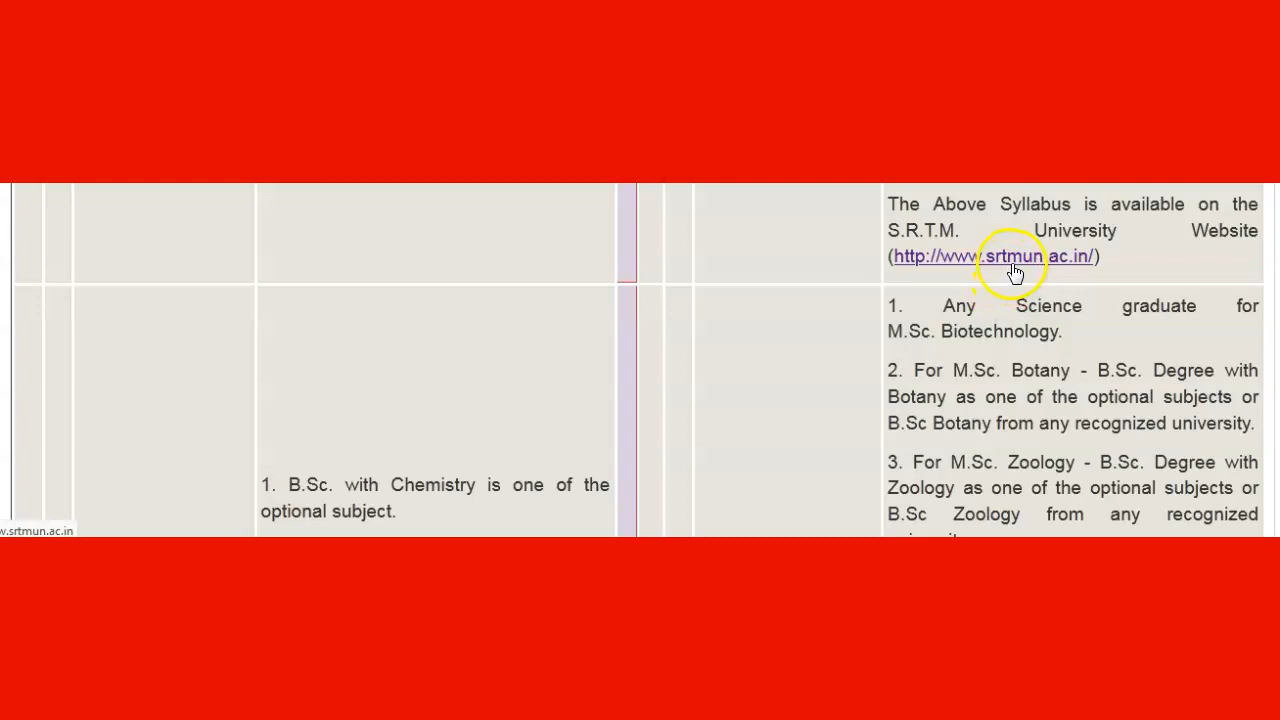 The Above Syllabus is available on the
S.R.T.M. University Website
(http://www.srtmun.ac.in/)
1. Any Science graduate for
M.Sc. Biotechnology.
2. For M.Sc. Botany - B.Sc. Degree with
Botany as one of the optional subjects or
B.Sc Botany from any recognized university.
3. For M.Sc. Zoology - B.Sc. Degree with
Zoology as one of the optional subjects or
B.Sc Zoology from any recognized
1. B.Sc. with Chemistry is one of the
optional subject.
w.srtmun.ac.in